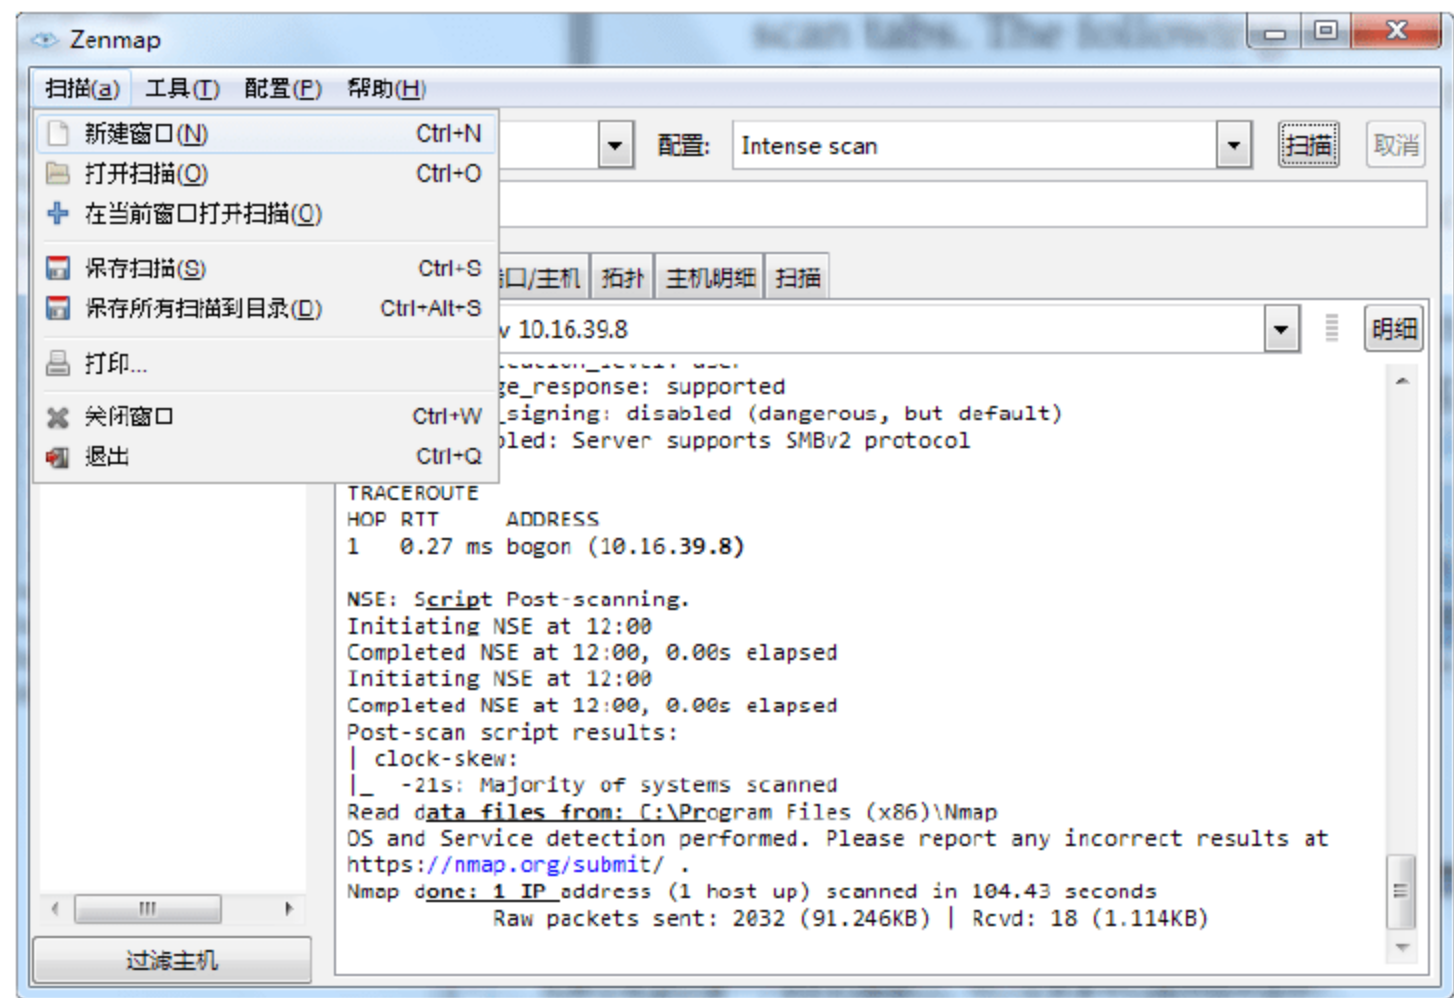 scan tabs. The following
Zenmap
扫描(a) 工具(T) 配置(P) 帮助(H)
新建窗口(N) Ctrl+N
打开扫描(O) Ctrl+O
在当前窗口打开扫描(O)
保存扫描(S) Ctrl+S
保存所有扫描到目录(D) Ctrl+Alt+S
打印...
关闭窗口 Ctrl+W
退出 Ctrl+Q
配置: Intense scan 扫描 取消
口/主机 拓扑 主机明细 扫描
v 10.16.39.8 明细
ge_response: supported
_signing: disabled (dangerous, but default)
bled: Server supports SMBv2 protocol
TRACEROUTE
HOP RTT ADDRESS
1 0.27 ms bogon (10.16.39.8)
NSE: Script Post-scanning.
Initiating NSE at 12:00
Completed NSE at 12:00, 0.00s elapsed
Initiating NSE at 12:00
Completed NSE at 12:00, 0.00s elapsed
Post-scan script results:
| clock-skew:
|_ -21s: Majority of systems scanned
Read data files from: C:\Program Files (x86)\Nmap
OS and Service detection performed. Please report any incorrect results at
https://nmap.org/submit/ .
Nmap done: 1 IP address (1 host up) scanned in 104.43 seconds
Raw packets sent: 2032 (91.246KB) | Rcvd: 18 (1.114KB)
过滤主机